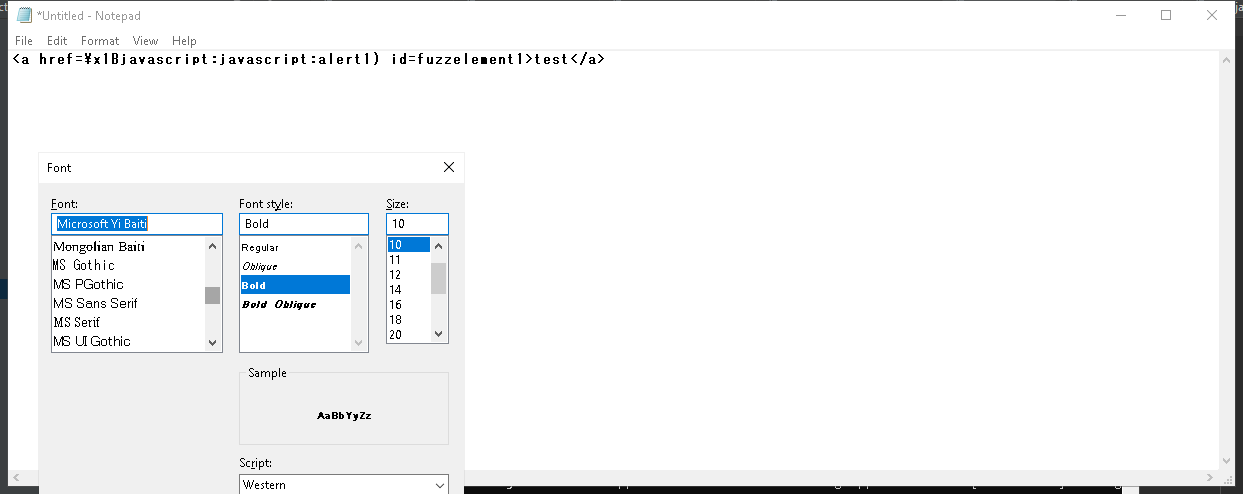 *Untitled - Notepad
File Edit Format View Help
<a href=¥x1Bjavascript:javascript:alert1) id=fuzzelement1>test</a>
Font
Font: Font style: Size:
Microsoft Yi Baiti Bold 10
Mongolian Baiti Regular 10
MS Gothic Oblique 11
MS PGothic Bold 12
MS Sans Serif Bold Oblique 14
MS Serif 16
MS UI Gothic 18
20
Sample
AaBbYyZz
Script:
Western